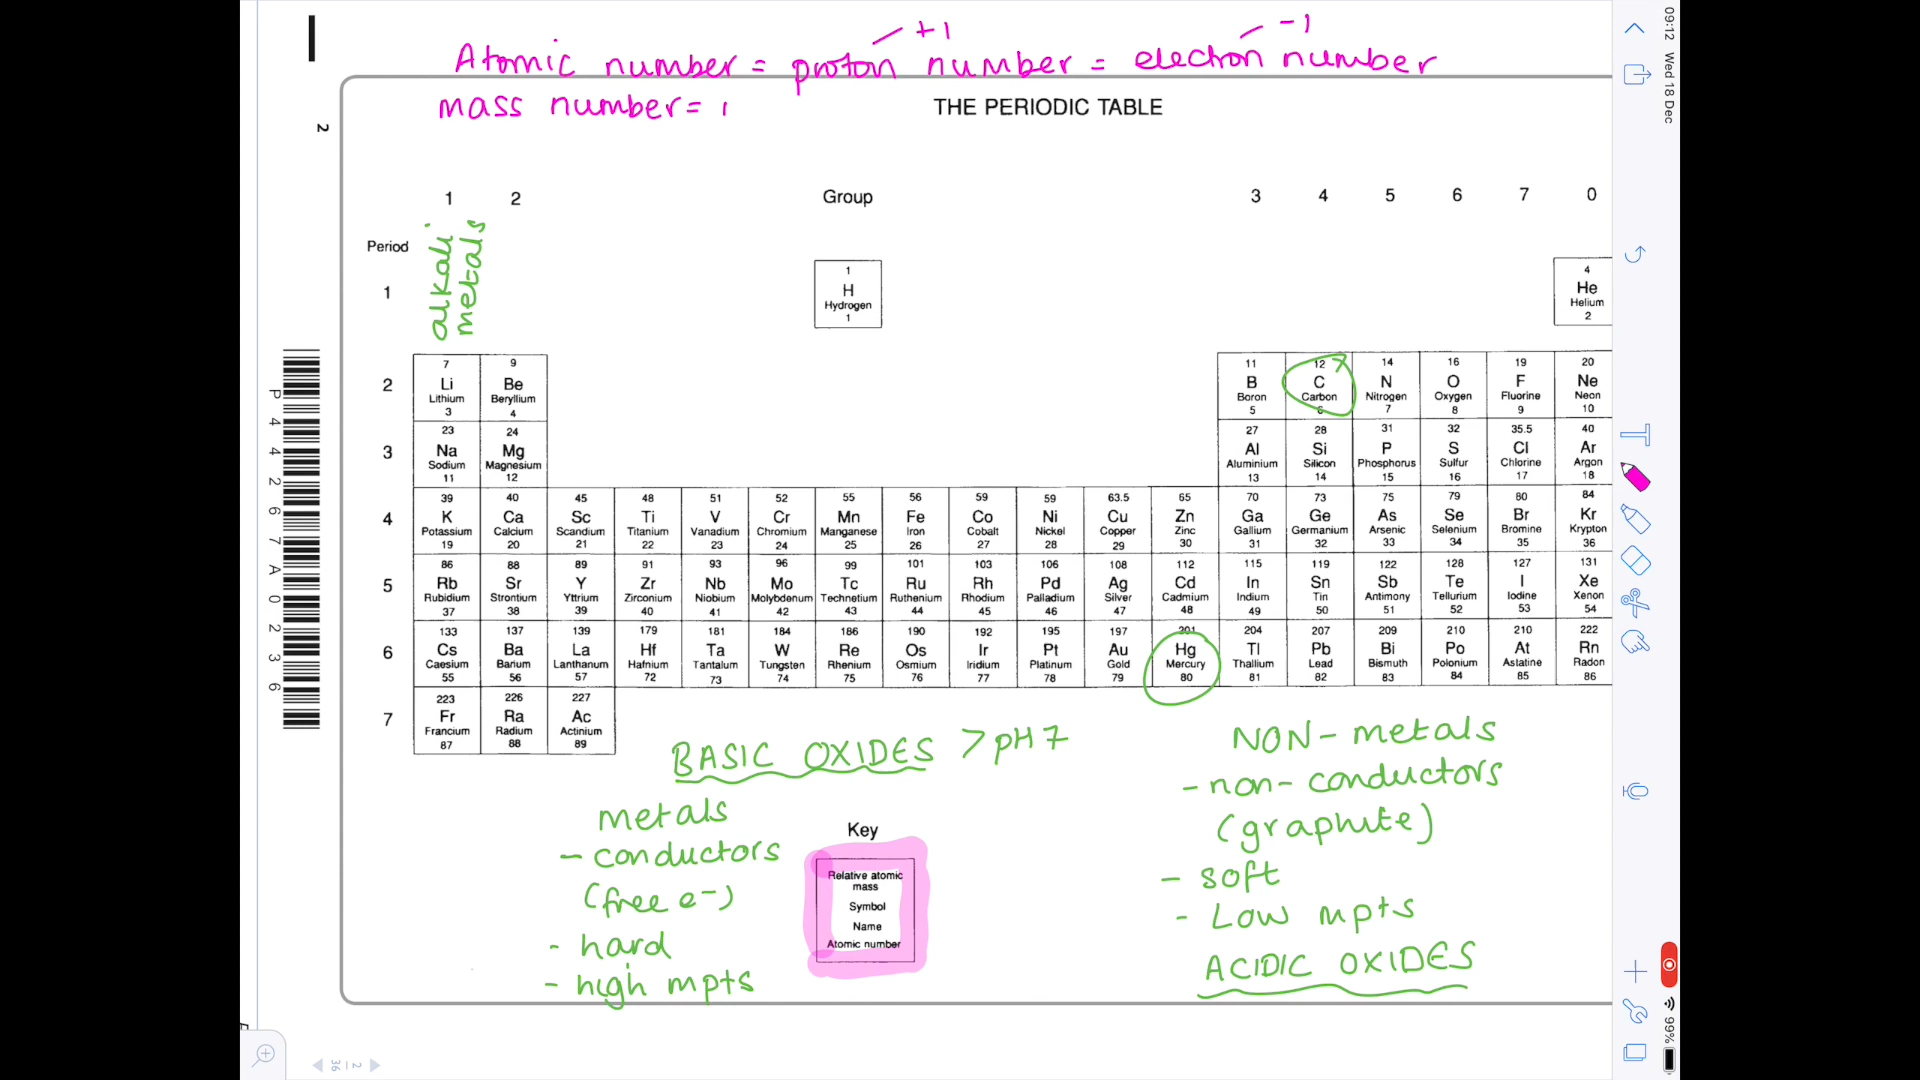 Atomic number = proton number = electron number
+1
-1
mass number =
THE PERIODIC TABLE
2
1 2 Group 3 4 5 6 7 0
Period
alkali
metals
1
1 4
H He
Hydrogen Helium
1 2
2
7 9 11 12 14 16 19 20
Li Be B C N O F Ne
Lithium Beryllium Boron Carbon Nitrogen Oxygen Fluorine Neon
3 4 5 6 7 8 9 10
3
23 24 27 28 31 32 35.5 40
Na Mg Al Si P S Cl Ar
Sodium Magnesium Aluminium Silicon Phosphorus Sulfur Chlorine Argon
11 12 13 14 15 16 17 18
4
39 40 45 48 51 52 55 56 59 59 63.5 65 70 73 75 79 80 84
K Ca Sc Ti V Cr Mn Fe Co Ni Cu Zn Ga Ge As Se Br Kr
Potassium Calcium Scandium Titanium Vanadium Chromium Manganese Iron Cobalt Nickel Copper Zinc Gallium Germanium Arsenic Selenium Bromine Krypton
19 20 21 22 23 24 25 26 27 28 29 30 31 32 33 34 35 36
5
86 88 89 91 93 96 99 101 103 106 108 112 115 119 122 128 127 131
Rb Sr Y Zr Nb Mo Tc Ru Rh Pd Ag Cd In Sn Sb Te I Xe
Rubidium Strontium Yttrium Zirconium Niobium Molybdenum Technetium Ruthenium Rhodium Palladium Silver Cadmium Indium Tin Antimony Tellurium Iodine Xenon
37 38 39 40 41 42 43 44 45 46 47 48 49 50 51 52 53 54
6
133 137 139 179 181 184 186 190 192 195 197 201 204 207 209 210 210 222
Cs Ba La Hf Ta W Re Os Ir Pt Au Hg Tl Pb Bi Po At Rn
Caesium Barium Lanthanum Hafnium Tantalum Tungsten Rhenium Osmium Iridium Platinum Gold Mercury Thallium Lead Bismuth Polonium Astatine Radon
55 56 57 72 73 74 75 76 77 78 79 80 81 82 83 84 85 86
7
223 226 227
Fr Ra Ac
Francium Radium Actinium
87 88 89
BASIC OXIDES > pH 7
metals
- conductors
(free e-)
- hard
- high mpts
Key
Relative atomic
mass
Symbol
Name
Atomic number
NON-metals
- non-conductors
(graphite)
- soft
- Low mpts
ACIDIC OXIDES
P44267A0236
2 | 36
09:12 Wed 18 Dec
99%